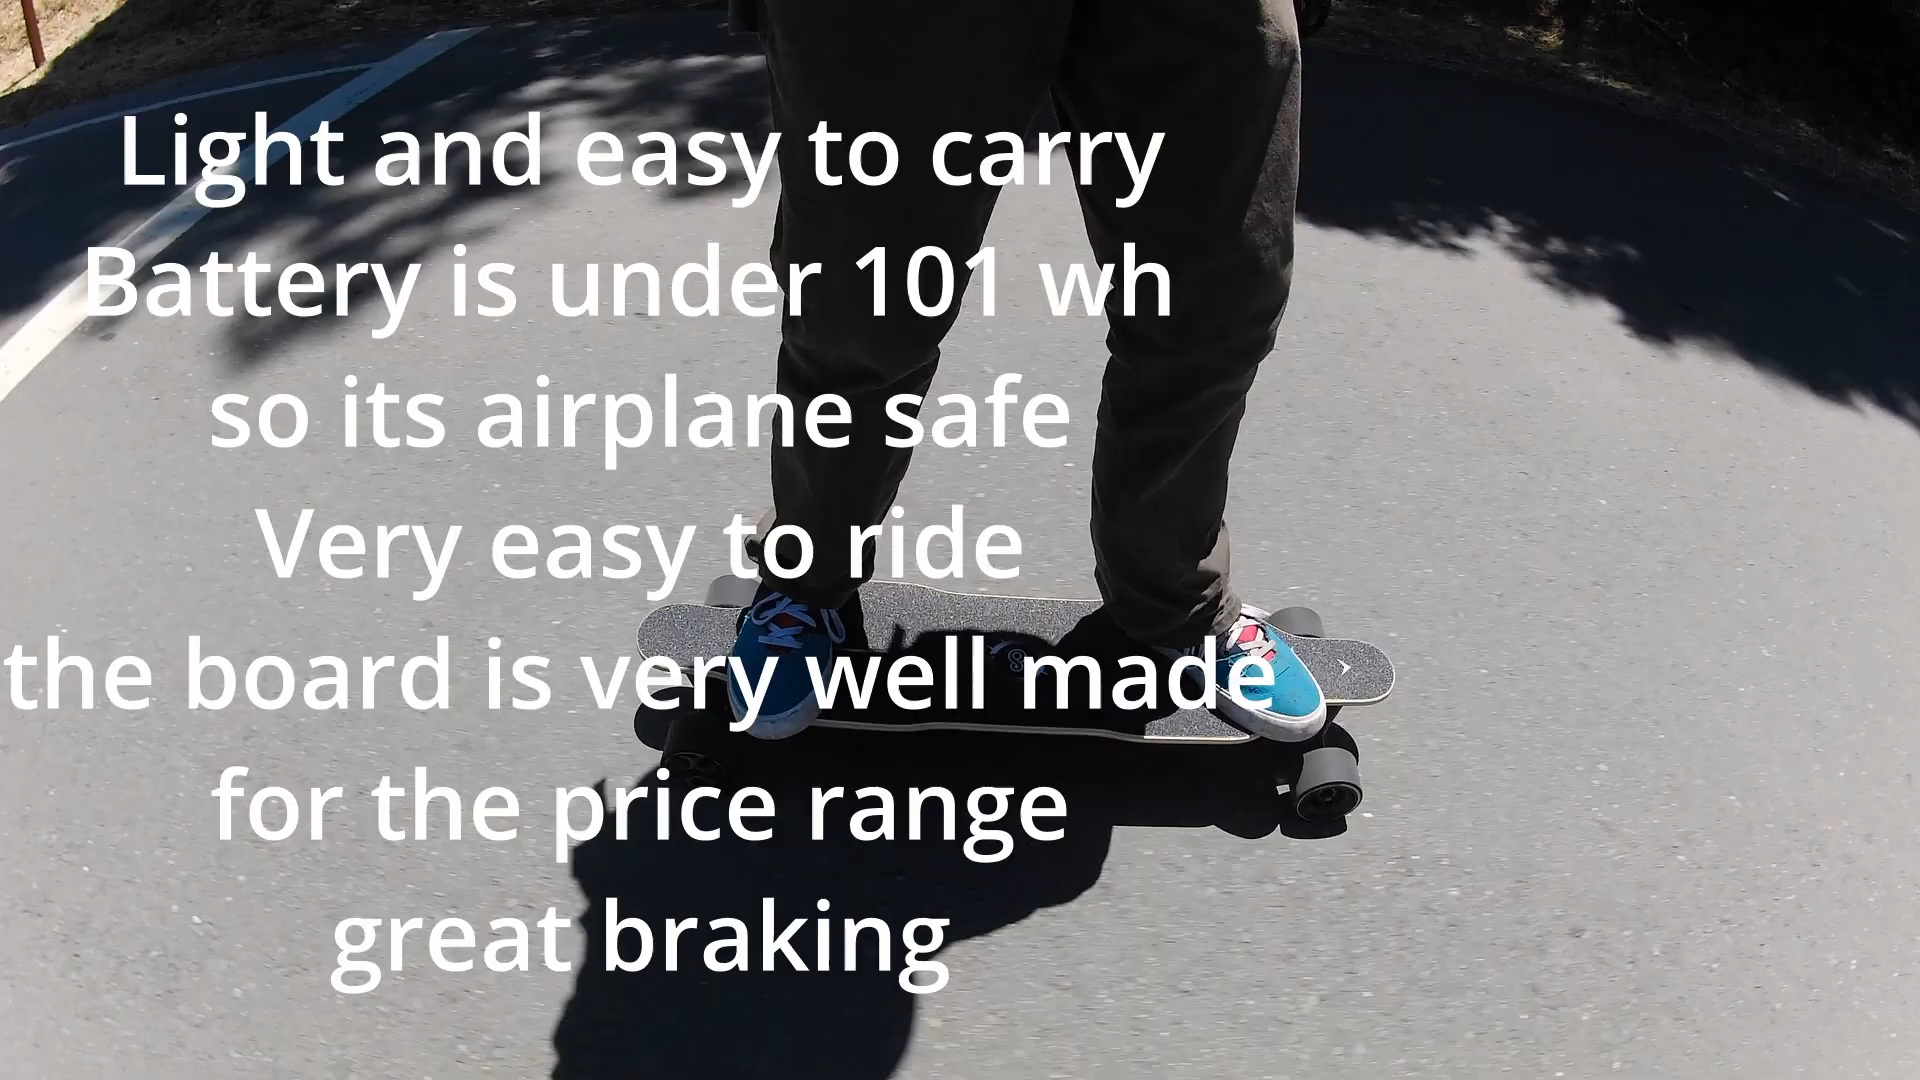 Light and easy to carry
Battery is under 101 wh
so its airplane safe
Very easy to ride
the board is very well made
for the price range
great braking